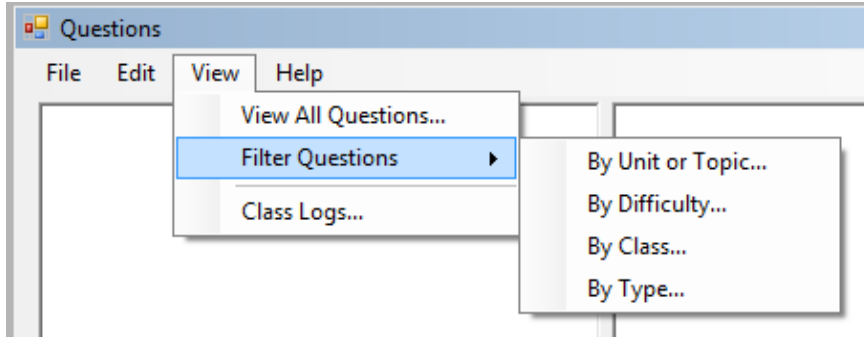 Questions
File Edit View Help
View All Questions...
Filter Questions
Class Logs...
By Unit or Topic...
By Difficulty...
By Class...
By Type...